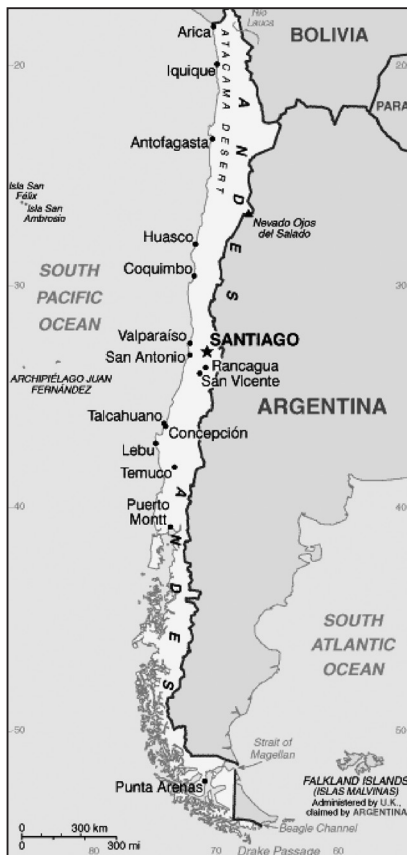 Río
Lauca
BOLIVIA
Arica
20
Iquique
ATACAMA DESERT
ANDES
PARA
Antofagasta
Isla San
Félix
Isla San
Ambrosio
Nevado Ojos
del Salado
Huasco
Coquimbo
30
30
SOUTH
PACIFIC
OCEAN
Valparaíso
SANTIAGO
San Antonio
Rancagua
San Vicente
ARCHIPIÉLAGO JUAN
FERNÁNDEZ
ARGENTINA
Talcahuano
Concepción
Lebu
Temuco
40
40
Puerto
Montt
ANDES
SOUTH
ATLANTIC
OCEAN
50
50
Strait of
Magellan
Punta Arenas
FALKLAND ISLANDS
(ISLAS MALVINAS)
Administered by U.K.,
claimed by ARGENTINA
Beagle Channel
0 300 km
0 300 mi
80
70
60
Drake Passage